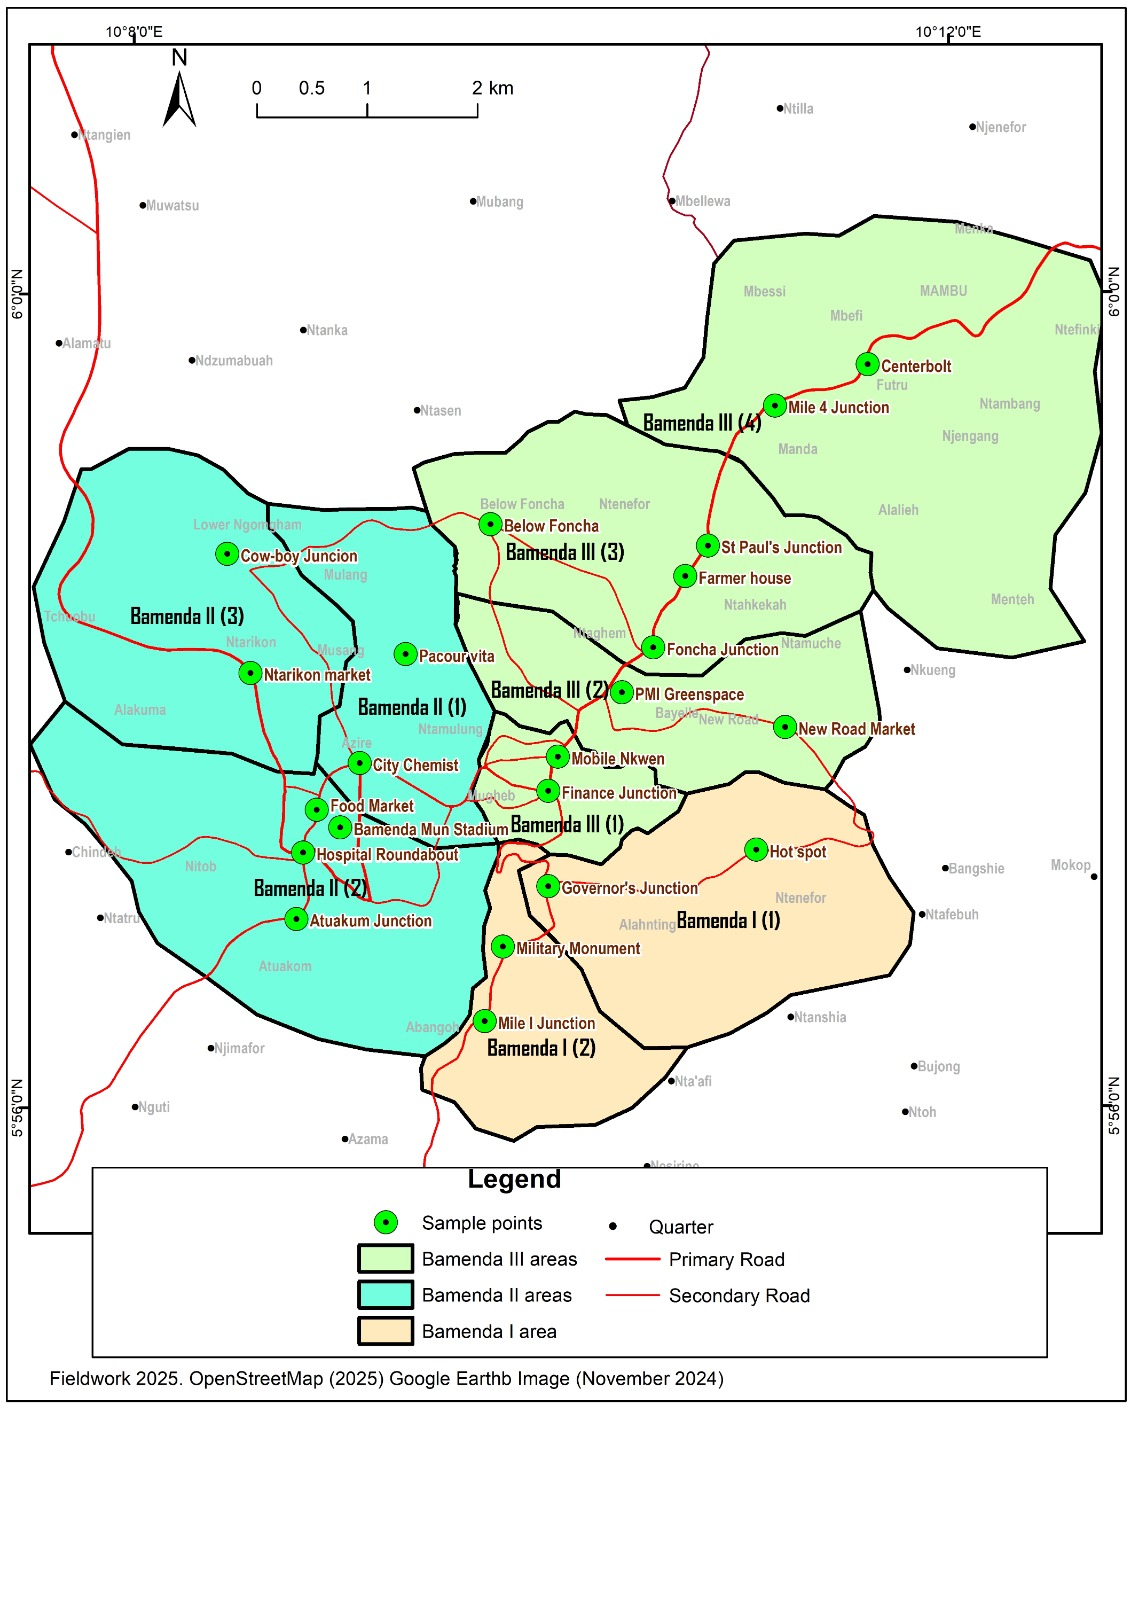 10°8'0"E
10°12'0"E
N
0 0.5 1 2 km
Ntilla
Njenefor
Ntangien
Muwatsu
Mubang
Mbellewa
Menka
6°0'0"N
6°0'0"N
Mbessi
MAMBU
Mbefi
Ntefinki
Ntanka
Alamatu
Ndzumabuah
Centerbolt
Futru
Ntasen
Mile 4 Junction
Ntambang
Bamenda III (4)
Njengang
Manda
Below Foncha
Ntenefor
Alalieh
Lower Ngomgham
Below Foncha
Cow-boy Juncion
Bamenda III (3)
St Paul's Junction
Mulang
Farmer house
Menteh
Ntahkekah
Tchuobu
Bamenda II (3)
Ntaghem
Ntarikon
Musang
Pacour vita
Foncha Junction
Ntamuche
Nkueng
Ntarikon market
Bamenda III (2)
PMI Greenspace
Alakuma
Bamenda II (1)
Bayelle
New Road
Ntamulung
New Road Market
Azire
City Chemist
Mobile Nkwen
Mugheb
Finance Junction
Food Market
Bamenda Mun Stadium
Bamenda III (1)
Chindeh
Hospital Roundabout
Hot spot
Nitob
Bangshie
Mokop
Bamenda II (2)
Governor's Junction
Ntenefor
Ntatru
Atuakum Junction
Alahnting
Bamenda I (1)
Ntafebuh
Military Monument
Atuakom
Abangoh
Mile I Junction
Ntanshia
Njimafor
Bamenda I (2)
Bujong
Nta'afi
5°56'0"N
5°56'0"N
Nguti
Ntoh
Azama
Legend
Sample points
Quarter
Bamenda III areas
Primary Road
Bamenda II areas
Secondary Road
Bamenda I area
Fieldwork 2025. OpenStreetMap (2025) Google Earthb Image (November 2024)